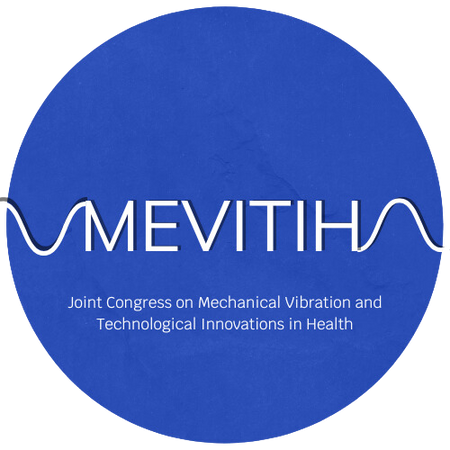 MEVITIH
Joint Congress on Mechanical Vibration and
Technological Innovations in Health